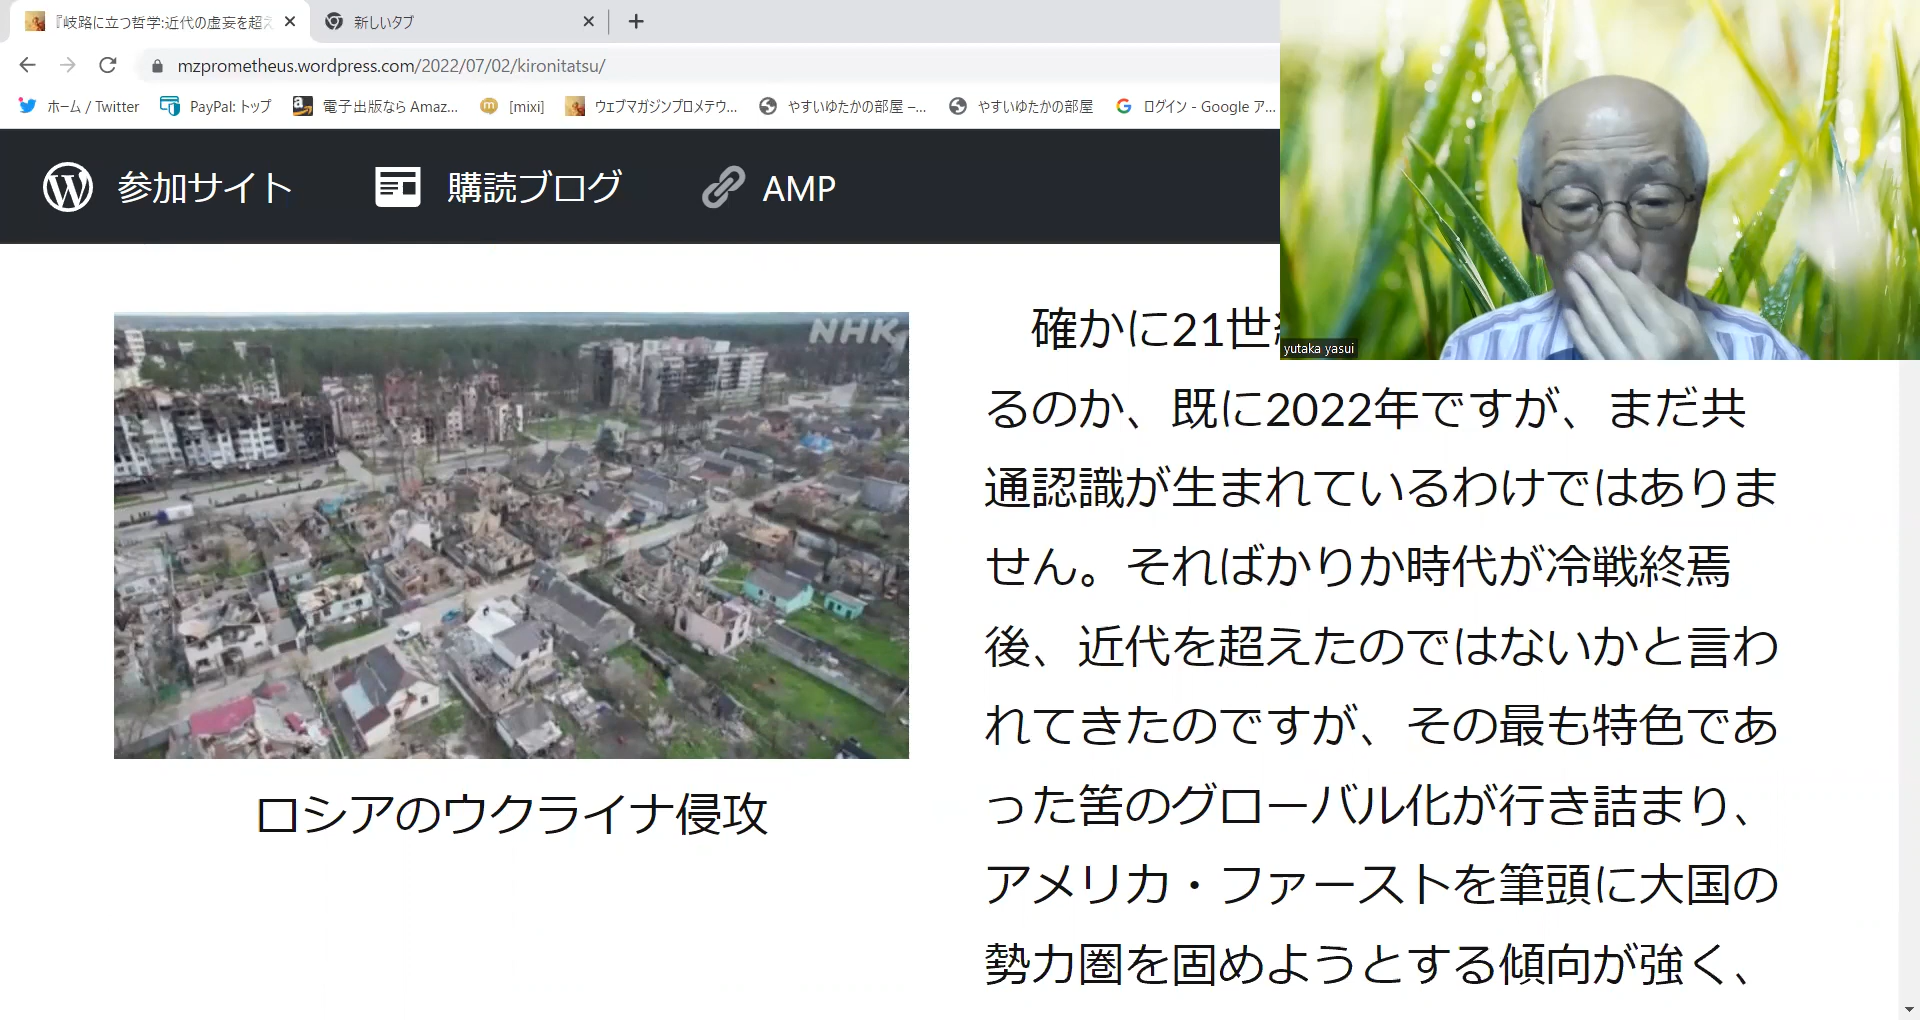 『岐路に立つ哲学:近代の虚妄を超え
新しいタブ
mzprometheus.wordpress.com/2022/07/02/kironitatsu/
ホーム / Twitter
PayPal: トップ
電子出版なら Amaz...
[mixi]
ウェブマガジンプロメテウ...
やすいゆたかの部屋 –...
やすいゆたかの部屋
ログイン - Google ア...
参加サイト
購読ブログ
AMP
yutaka yasui
NHK
ロシアのウクライナ侵攻
確かに21世
るのか、既に2022年ですが、まだ共
通認識が生まれているわけではありま
せん。そればかりか時代が冷戦終焉
後、近代を超えたのではないかと言わ
れてきたのですが、その最も特色であ
った筈のグローバル化が行き詰まり、
アメリカ・ファーストを筆頭に大国の
勢力圏を固めようとする傾向が強く、